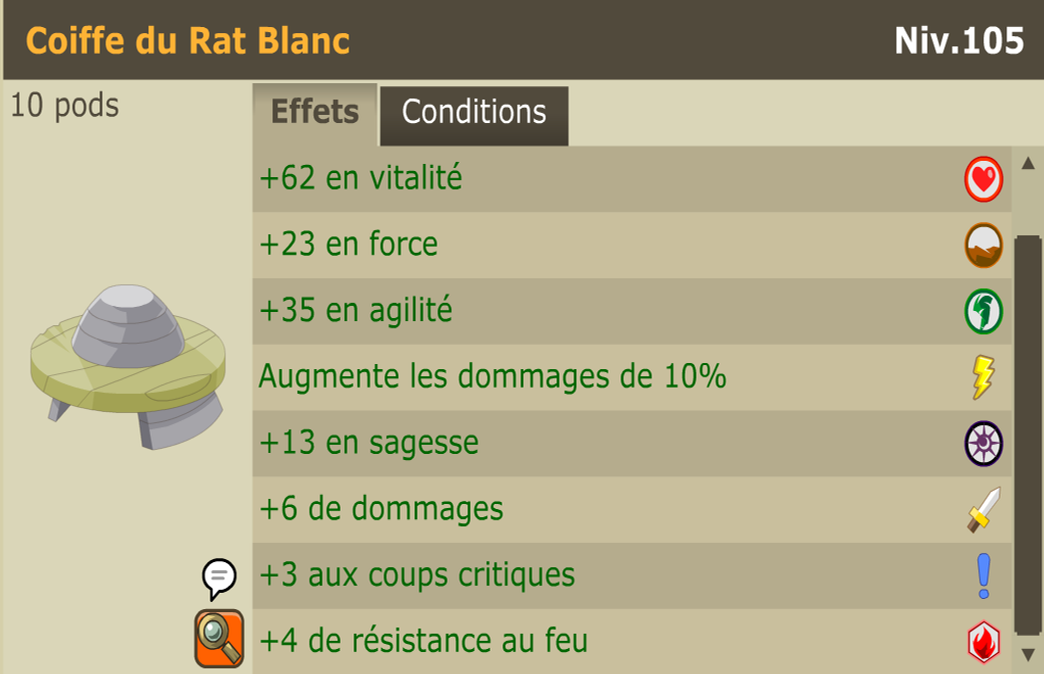 Coiffe du Rat Blanc
Niv.105
10 pods
Effets
Conditions
+62 en vitalité
+23 en force
+35 en agilité
Augmente les dommages de 10%
+13 en sagesse
+6 de dommages
+3 aux coups critiques
+4 de résistance au feu